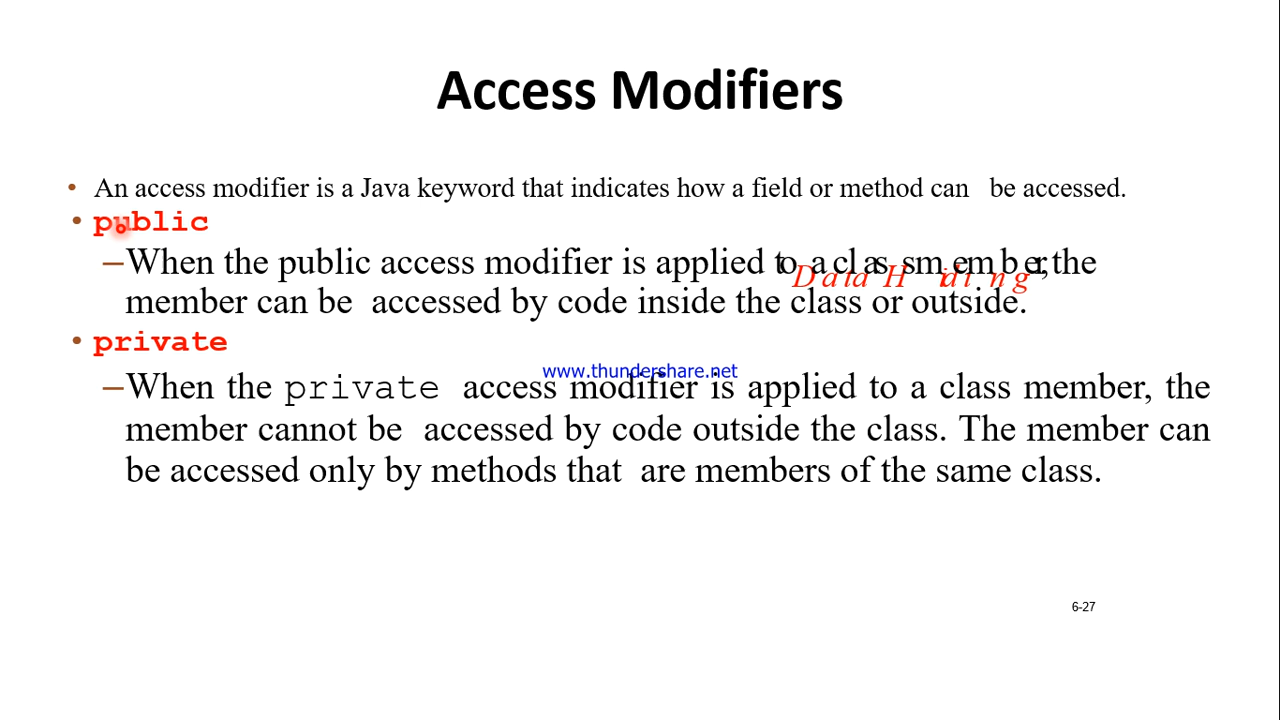 Access Modifiers
• An access modifier is a Java keyword that indicates how a field or method can be accessed.
• public
–When the public access modifier is applied to a class member, the
Data Hiding
member can be accessed by code inside the class or outside.
• private
www.thundershare.net
–When the private access modifier is applied to a class member, the
member cannot be accessed by code outside the class. The member can
be accessed only by methods that are members of the same class.
6-27